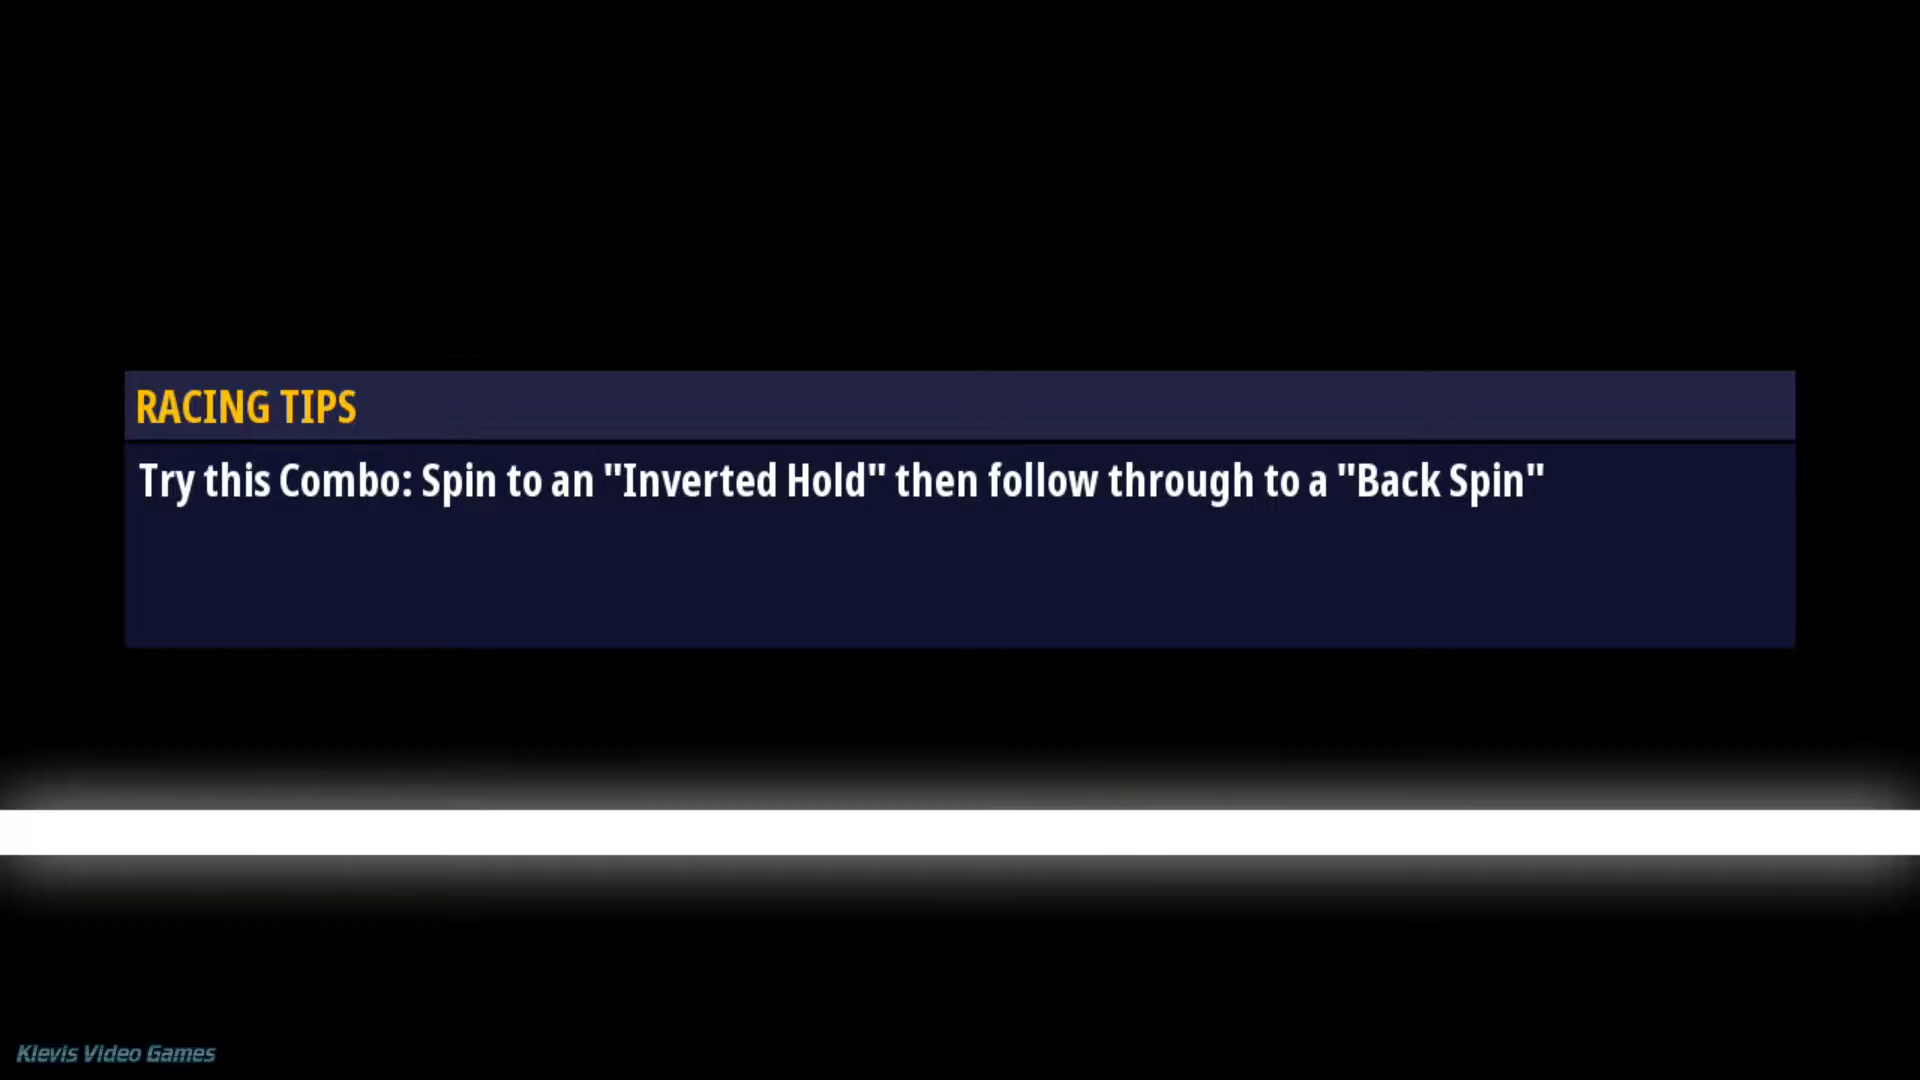 RACING TIPS
Try this Combo: Spin to an "Inverted Hold" then follow through to a "Back Spin"
Klevis Video Games